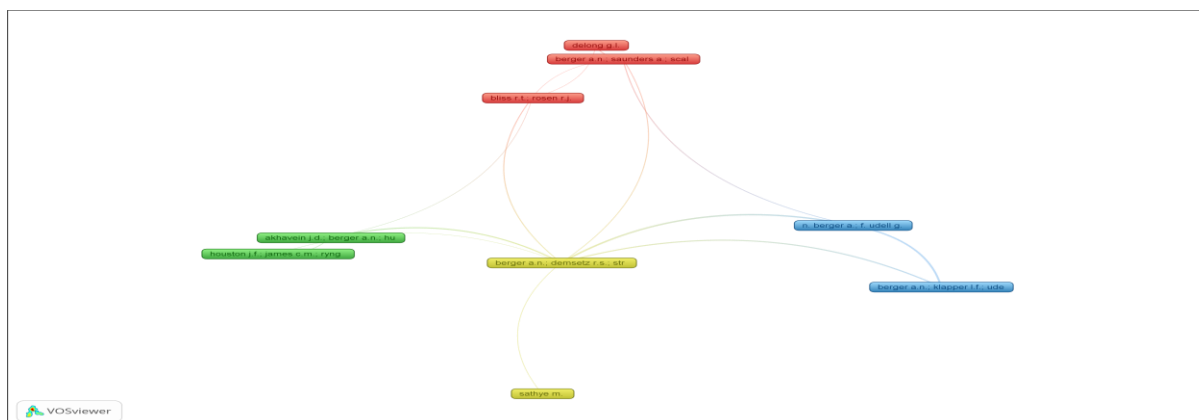 delong g.l.
berger a.n.; saunders a.; scal
bliss r.t.; rosen r.j.
n. berger a.; f. udell g.
akhavein j.d.; berger a.n.; hu
houston j.f.; james c.m.; ryng
berger a.n.; demsetz r.s.; str
berger a.n.; klapper l.f.; ude
sathye m.
VOSviewer